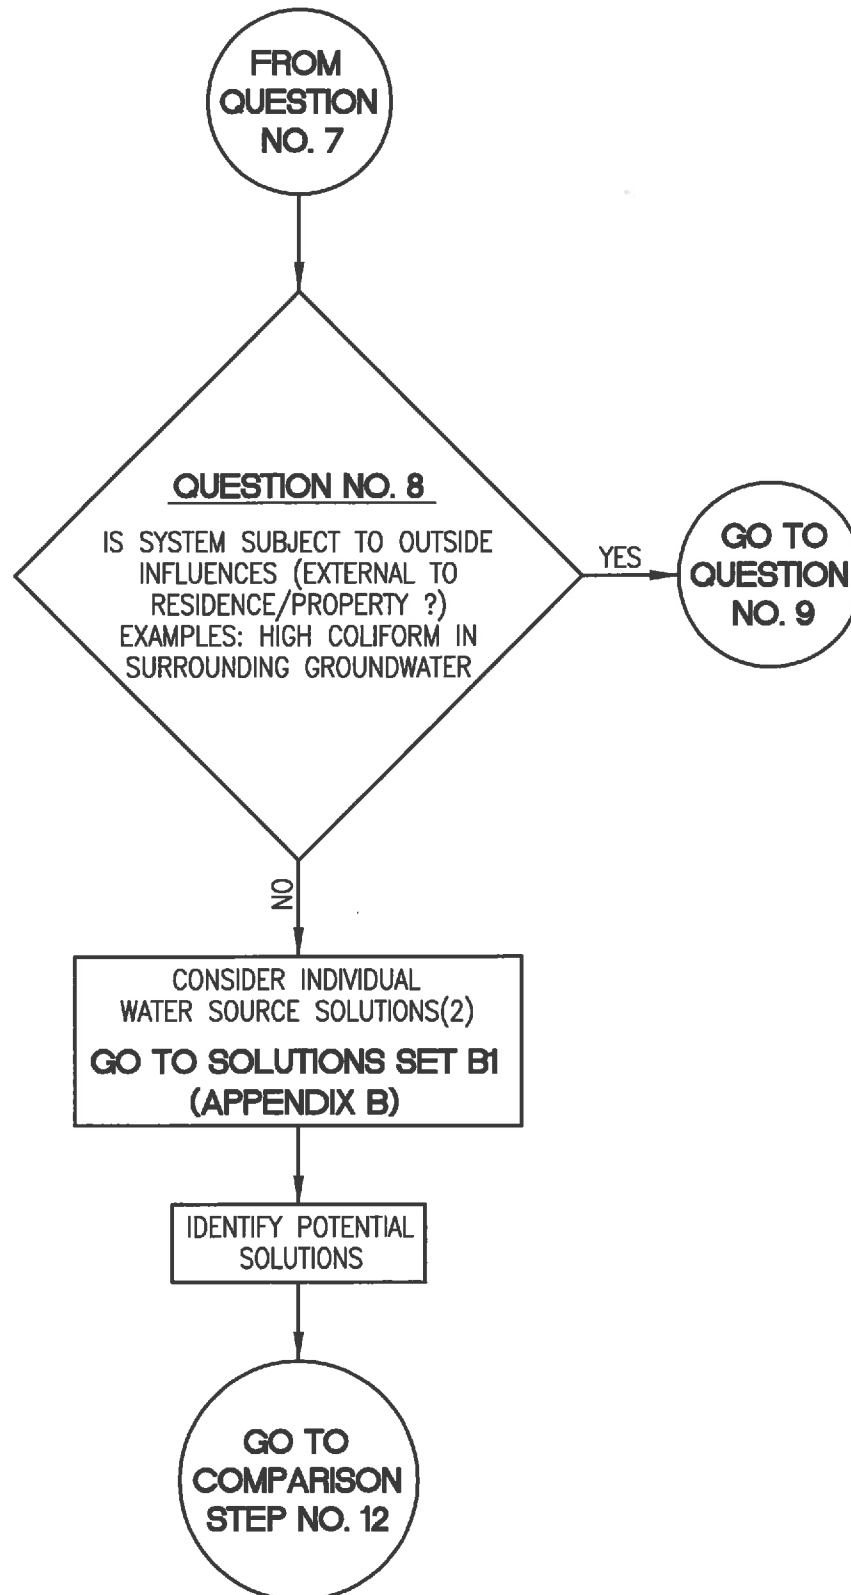 FROM
QUESTION
NO. 7
QUESTION NO. 8
IS SYSTEM SUBJECT TO OUTSIDE
INFLUENCES (EXTERNAL TO
RESIDENCE/PROPERTY ?)
EXAMPLES: HIGH COLIFORM IN
SURROUNDING GROUNDWATER
YES
GO TO
QUESTION
NO. 9
NO
CONSIDER INDIVIDUAL
WATER SOURCE SOLUTIONS(2)
GO TO SOLUTIONS SET B1
(APPENDIX B)
IDENTIFY POTENTIAL
SOLUTIONS
GO TO
COMPARISON
STEP NO. 12